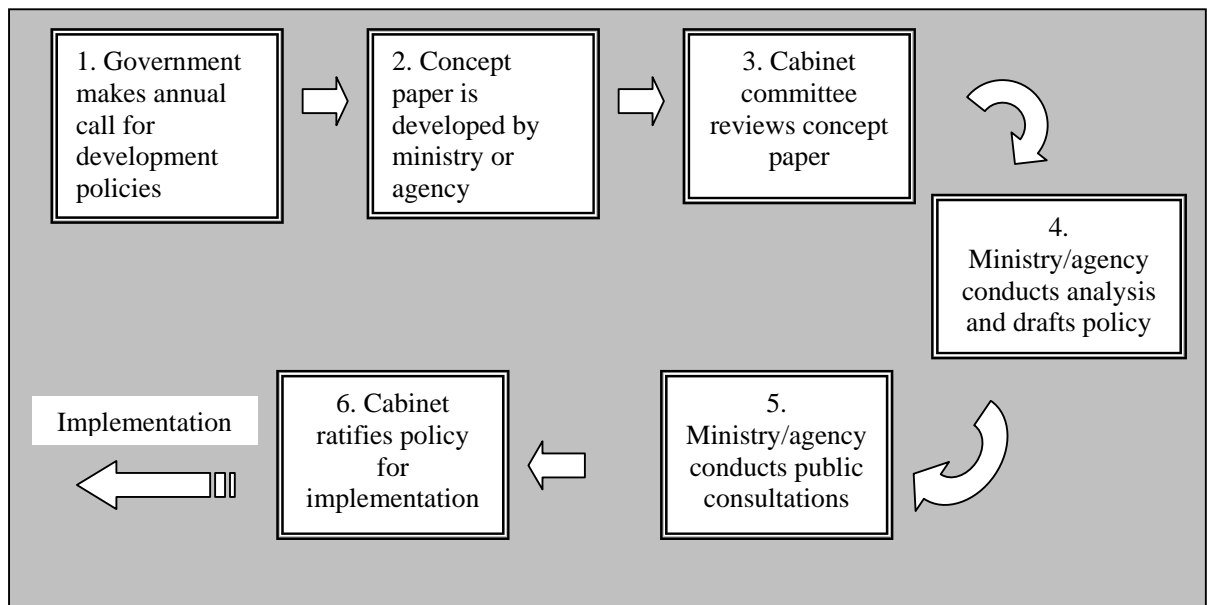 1. Government
makes annual
call for
development
policies
2. Concept
paper is
developed by
ministry or
agency
3. Cabinet
committee
reviews concept
paper
4.
Ministry/agency
conducts analysis
and drafts policy
5.
Ministry/agency
conducts public
consultations
6. Cabinet
ratifies policy
for
implementation
Implementation